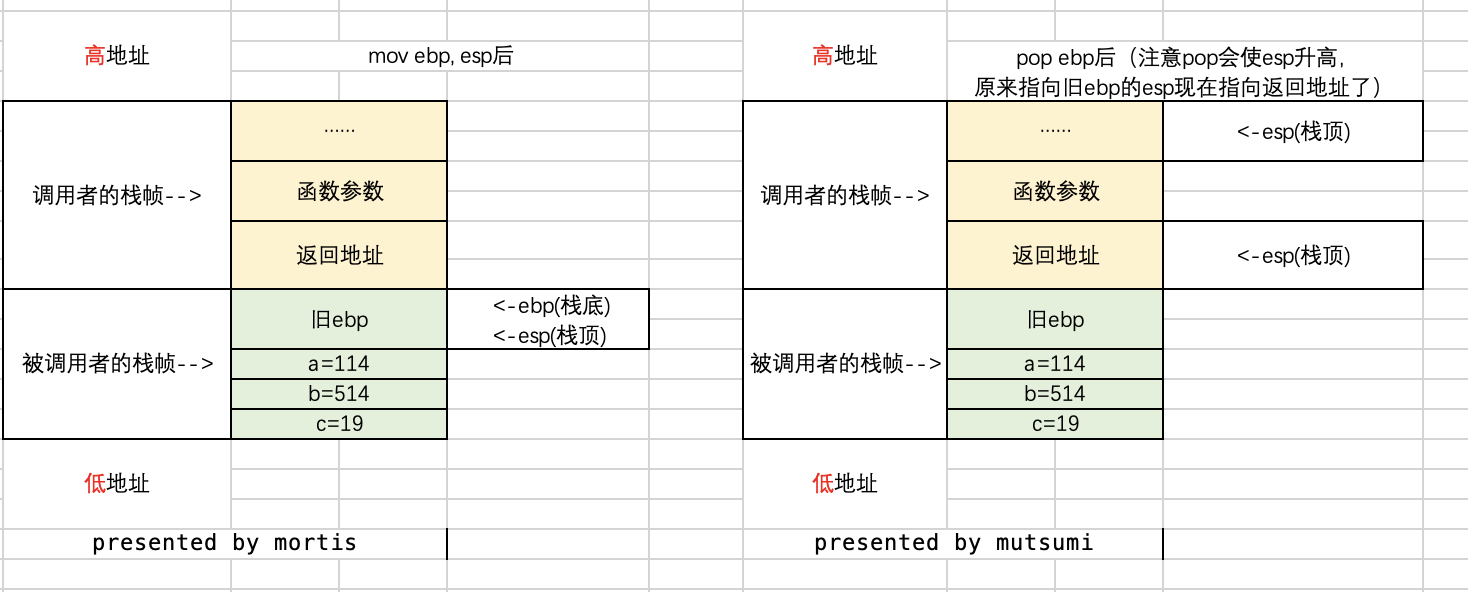 高地址
mov ebp, esp后
······
调用者的栈帧-->
函数参数
返回地址
旧ebp
<-ebp(栈底)
<-esp(栈顶)
被调用者的栈帧-->
a=114
b=514
c=19
低地址
presented by mortis
高地址
pop ebp后（注意pop会使esp升高,
原来指向旧ebp的esp现在指向返回地址了）
······
<-esp(栈顶)
调用者的栈帧-->
函数参数
返回地址
<-esp(栈顶)
旧ebp
被调用者的栈帧-->
a=114
b=514
c=19
低地址
presented by mutsumi